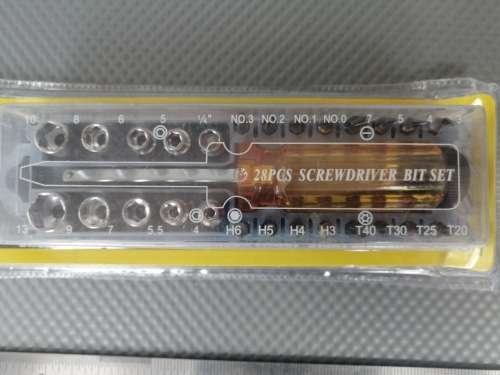 10 8 6 5 ¼" NO.3 NO.2 NO.1 NO.0 7 5 4 3
28PCS SCREWDRIVER BIT SET
13 9 7 5.5 4 H6 H5 H4 H3 T40 T30 T25 T20